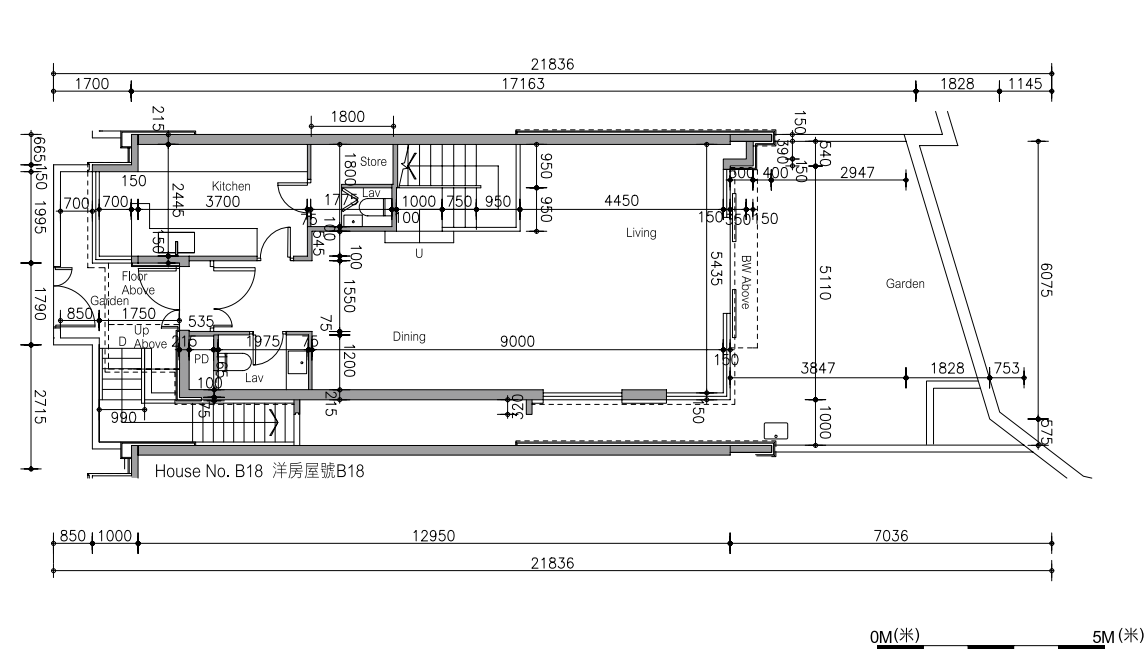 21836
1700 17163 1828 1145
1800
215
665
150
1995
1790
2715
150
390
540
150
300 400 2947
150
Kitchen
Store
1800
Lav
950
950
2445
700 700 3700 75 1775 100 1000 750 950 4450 150 150
Living
150
100
545
100
U
5435
BW Above
5110
Garden
6075
Floor
Above
Garden
850 1750
1550
535
Up
Above
D
215
PD
1975
75
75
Dining
9000
150
1200
100
Lav
75
215
3847 1828 753
990
320
150
1000
575
House No. B18 洋房屋號B18
850 1000 12950 7036
21836
0M(米) 5M(米)